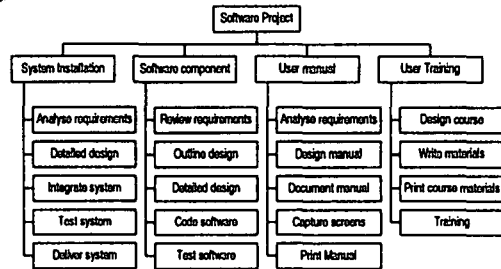 Software Project
System Installation
Software component
User manual
User Training
Analyse requirements
Review requirements
Analyse requirements
Design course
Detailed design
Outline design
Design manual
Write materials
Integrate system
Detailed design
Document manual
Print course materials
Test system
Code software
Capture screens
Training
Deliver system
Test software
Print Manual